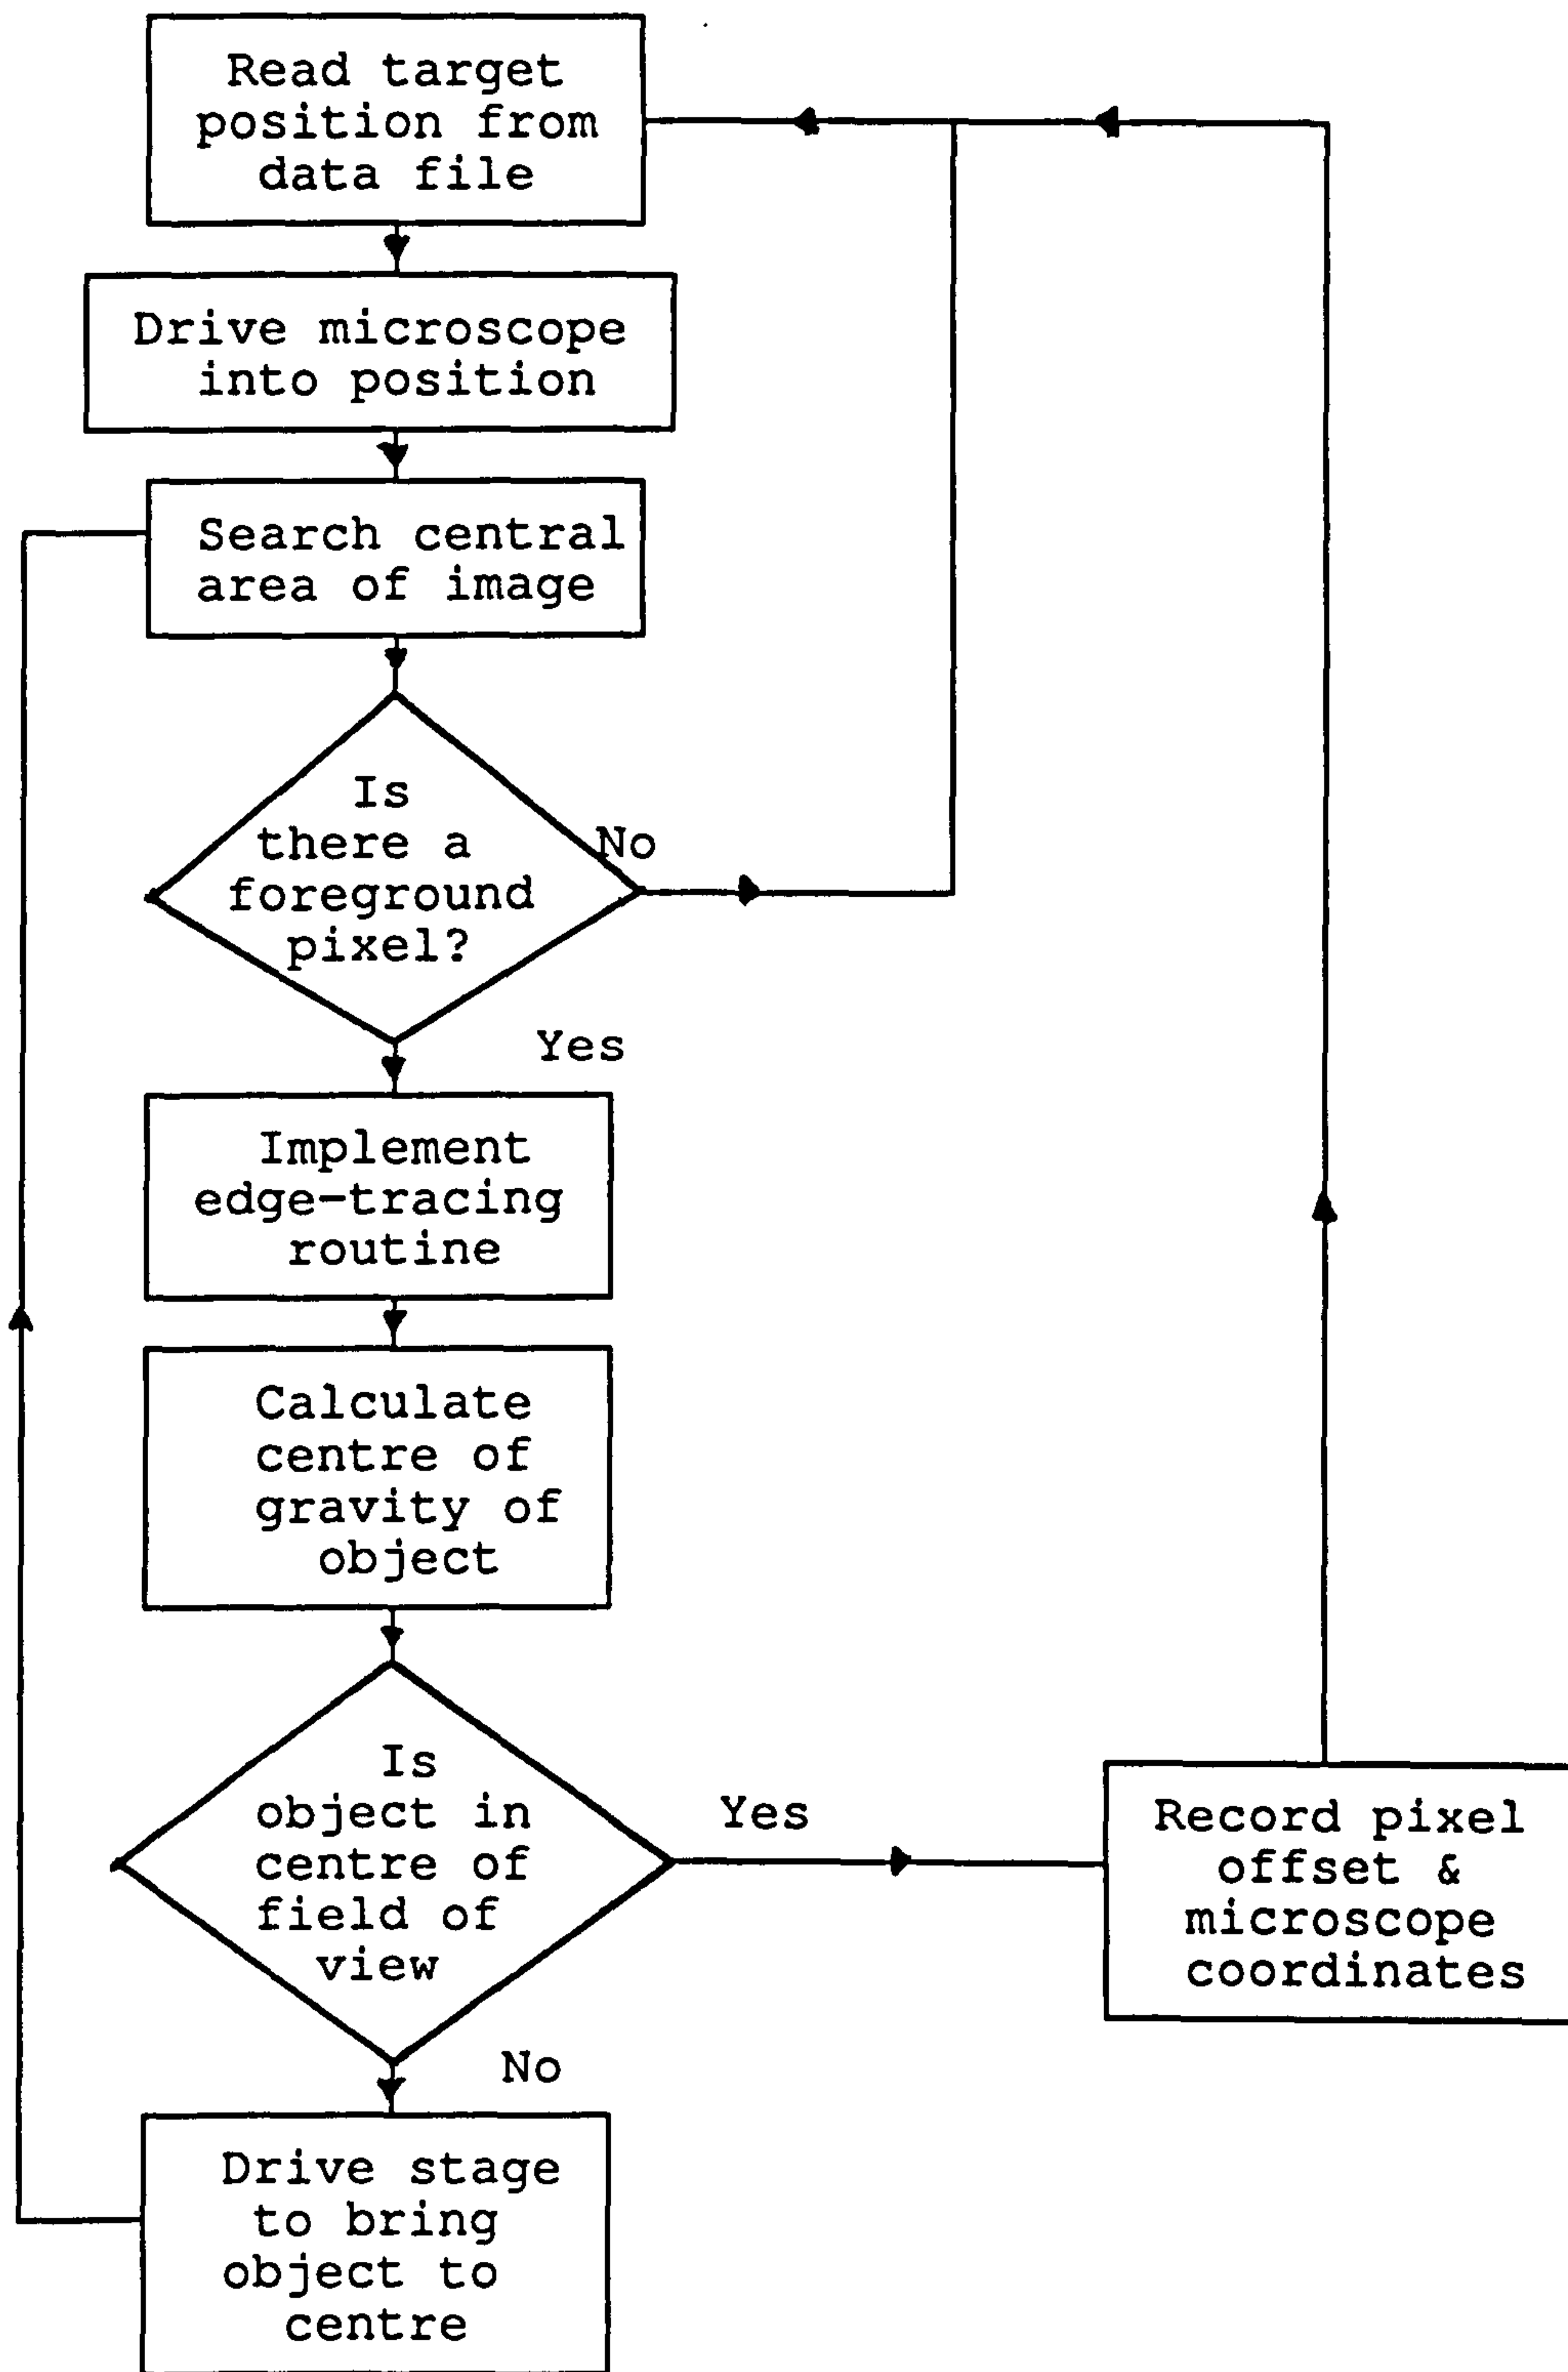 Read target
position from
data file
Drive microscope
into position
Search central
area of image
Is
there a
foreground
pixel?
No
Yes
Implement
edge-tracing
routine
Calculate
centre of
gravity of
object
Is
object in
centre of
field of
view
Yes
Record pixel
offset &
microscope
coordinates
No
Drive stage
to bring
object to
centre